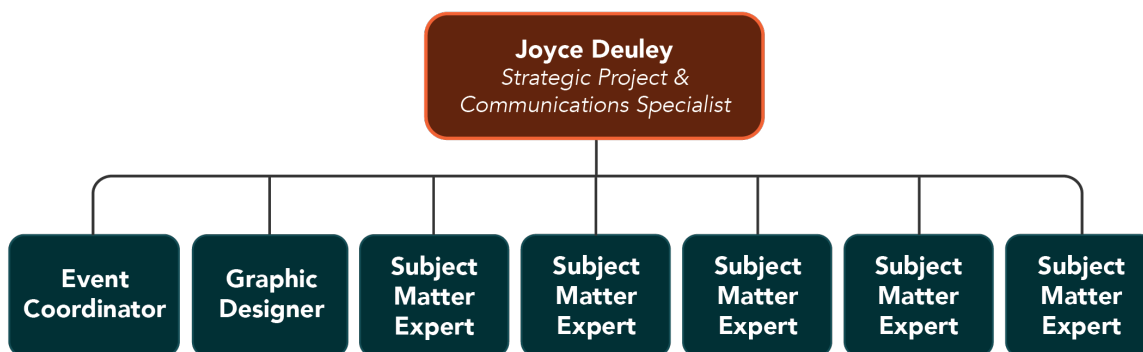 Joyce Deuley
Strategic Project &
Communications Specialist
Event
Coordinator
Graphic
Designer
Subject
Matter
Expert
Subject
Matter
Expert
Subject
Matter
Expert
Subject
Matter
Expert
Subject
Matter
Expert